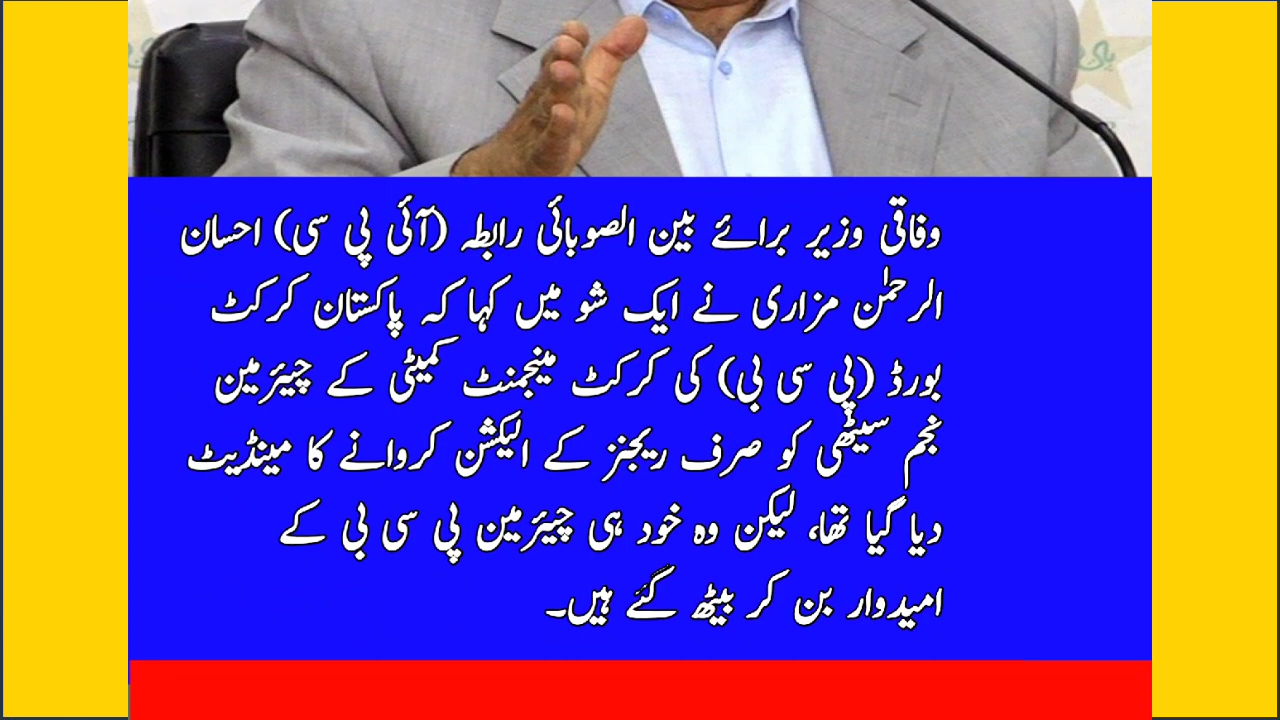 وفاقی وزیر برائے بین الصوبائی رابطہ (آئی پی سی) احسان
الرحمٰن مزاری نے ایک شو میں کہا کہ پاکستان کرکٹ
بورڈ (پی سی بی) کی کرکٹ مینجمنٹ کمیٹی کے چیئرمین
نجم سیٹھی کو صرف ریجنز کے الیکشن کروانے کا مینڈیٹ
دیا گیا تھا، لیکن وہ خود ہی چیئرمین پی سی بی کے
امیدوار بن کر بیٹھ گئے ہیں۔